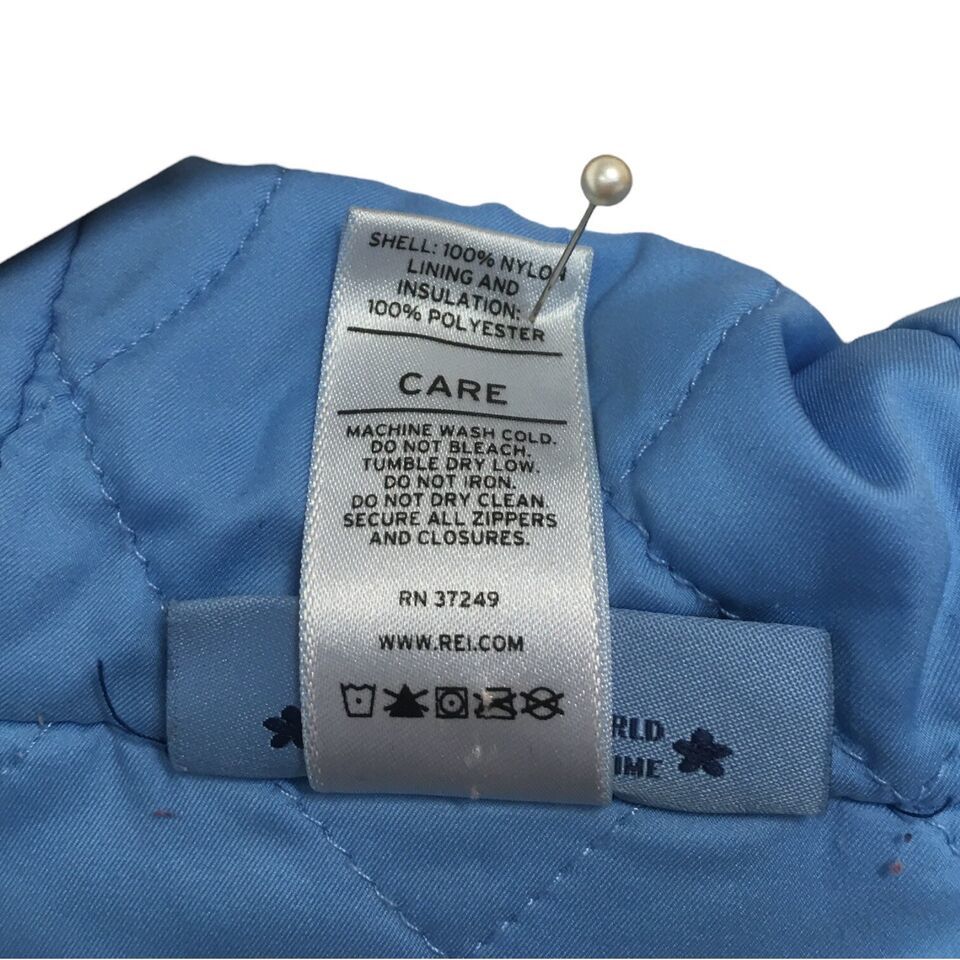 SHELL: 100% NYLON
LINING AND
INSULATION:
100% POLYESTER
CARE
MACHINE WASH COLD.
DO NOT BLEACH.
TUMBLE DRY LOW.
DO NOT IRON.
DO NOT DRY CLEAN.
SECURE ALL ZIPPERS
AND CLOSURES.
RN 37249
WWW.REI.COM
RLD
IME